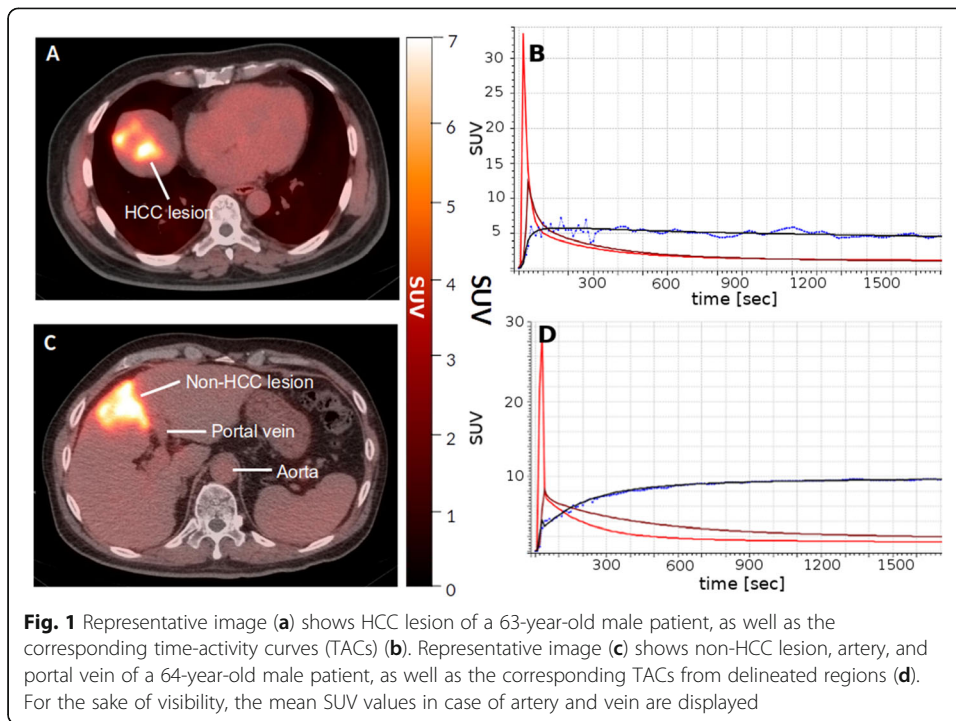 A
HCC lesion
7
6
5
4
3
2
1
0
SUV
SUV
B
SUV
30
25
20
15
10
5
300
600
900
1200
1500
time [sec]
C
Non-HCC lesion
Portal vein
Aorta
D
SUV
30
20
10
300
600
900
1200
1500
time [sec]
Fig. 1 Representative image (a) shows HCC lesion of a 63-year-old male patient, as well as the
corresponding time-activity curves (TACs) (b). Representative image (c) shows non-HCC lesion, artery, and
portal vein of a 64-year-old male patient, as well as the corresponding TACs from delineated regions (d).
For the sake of visibility, the mean SUV values in case of artery and vein are displayed